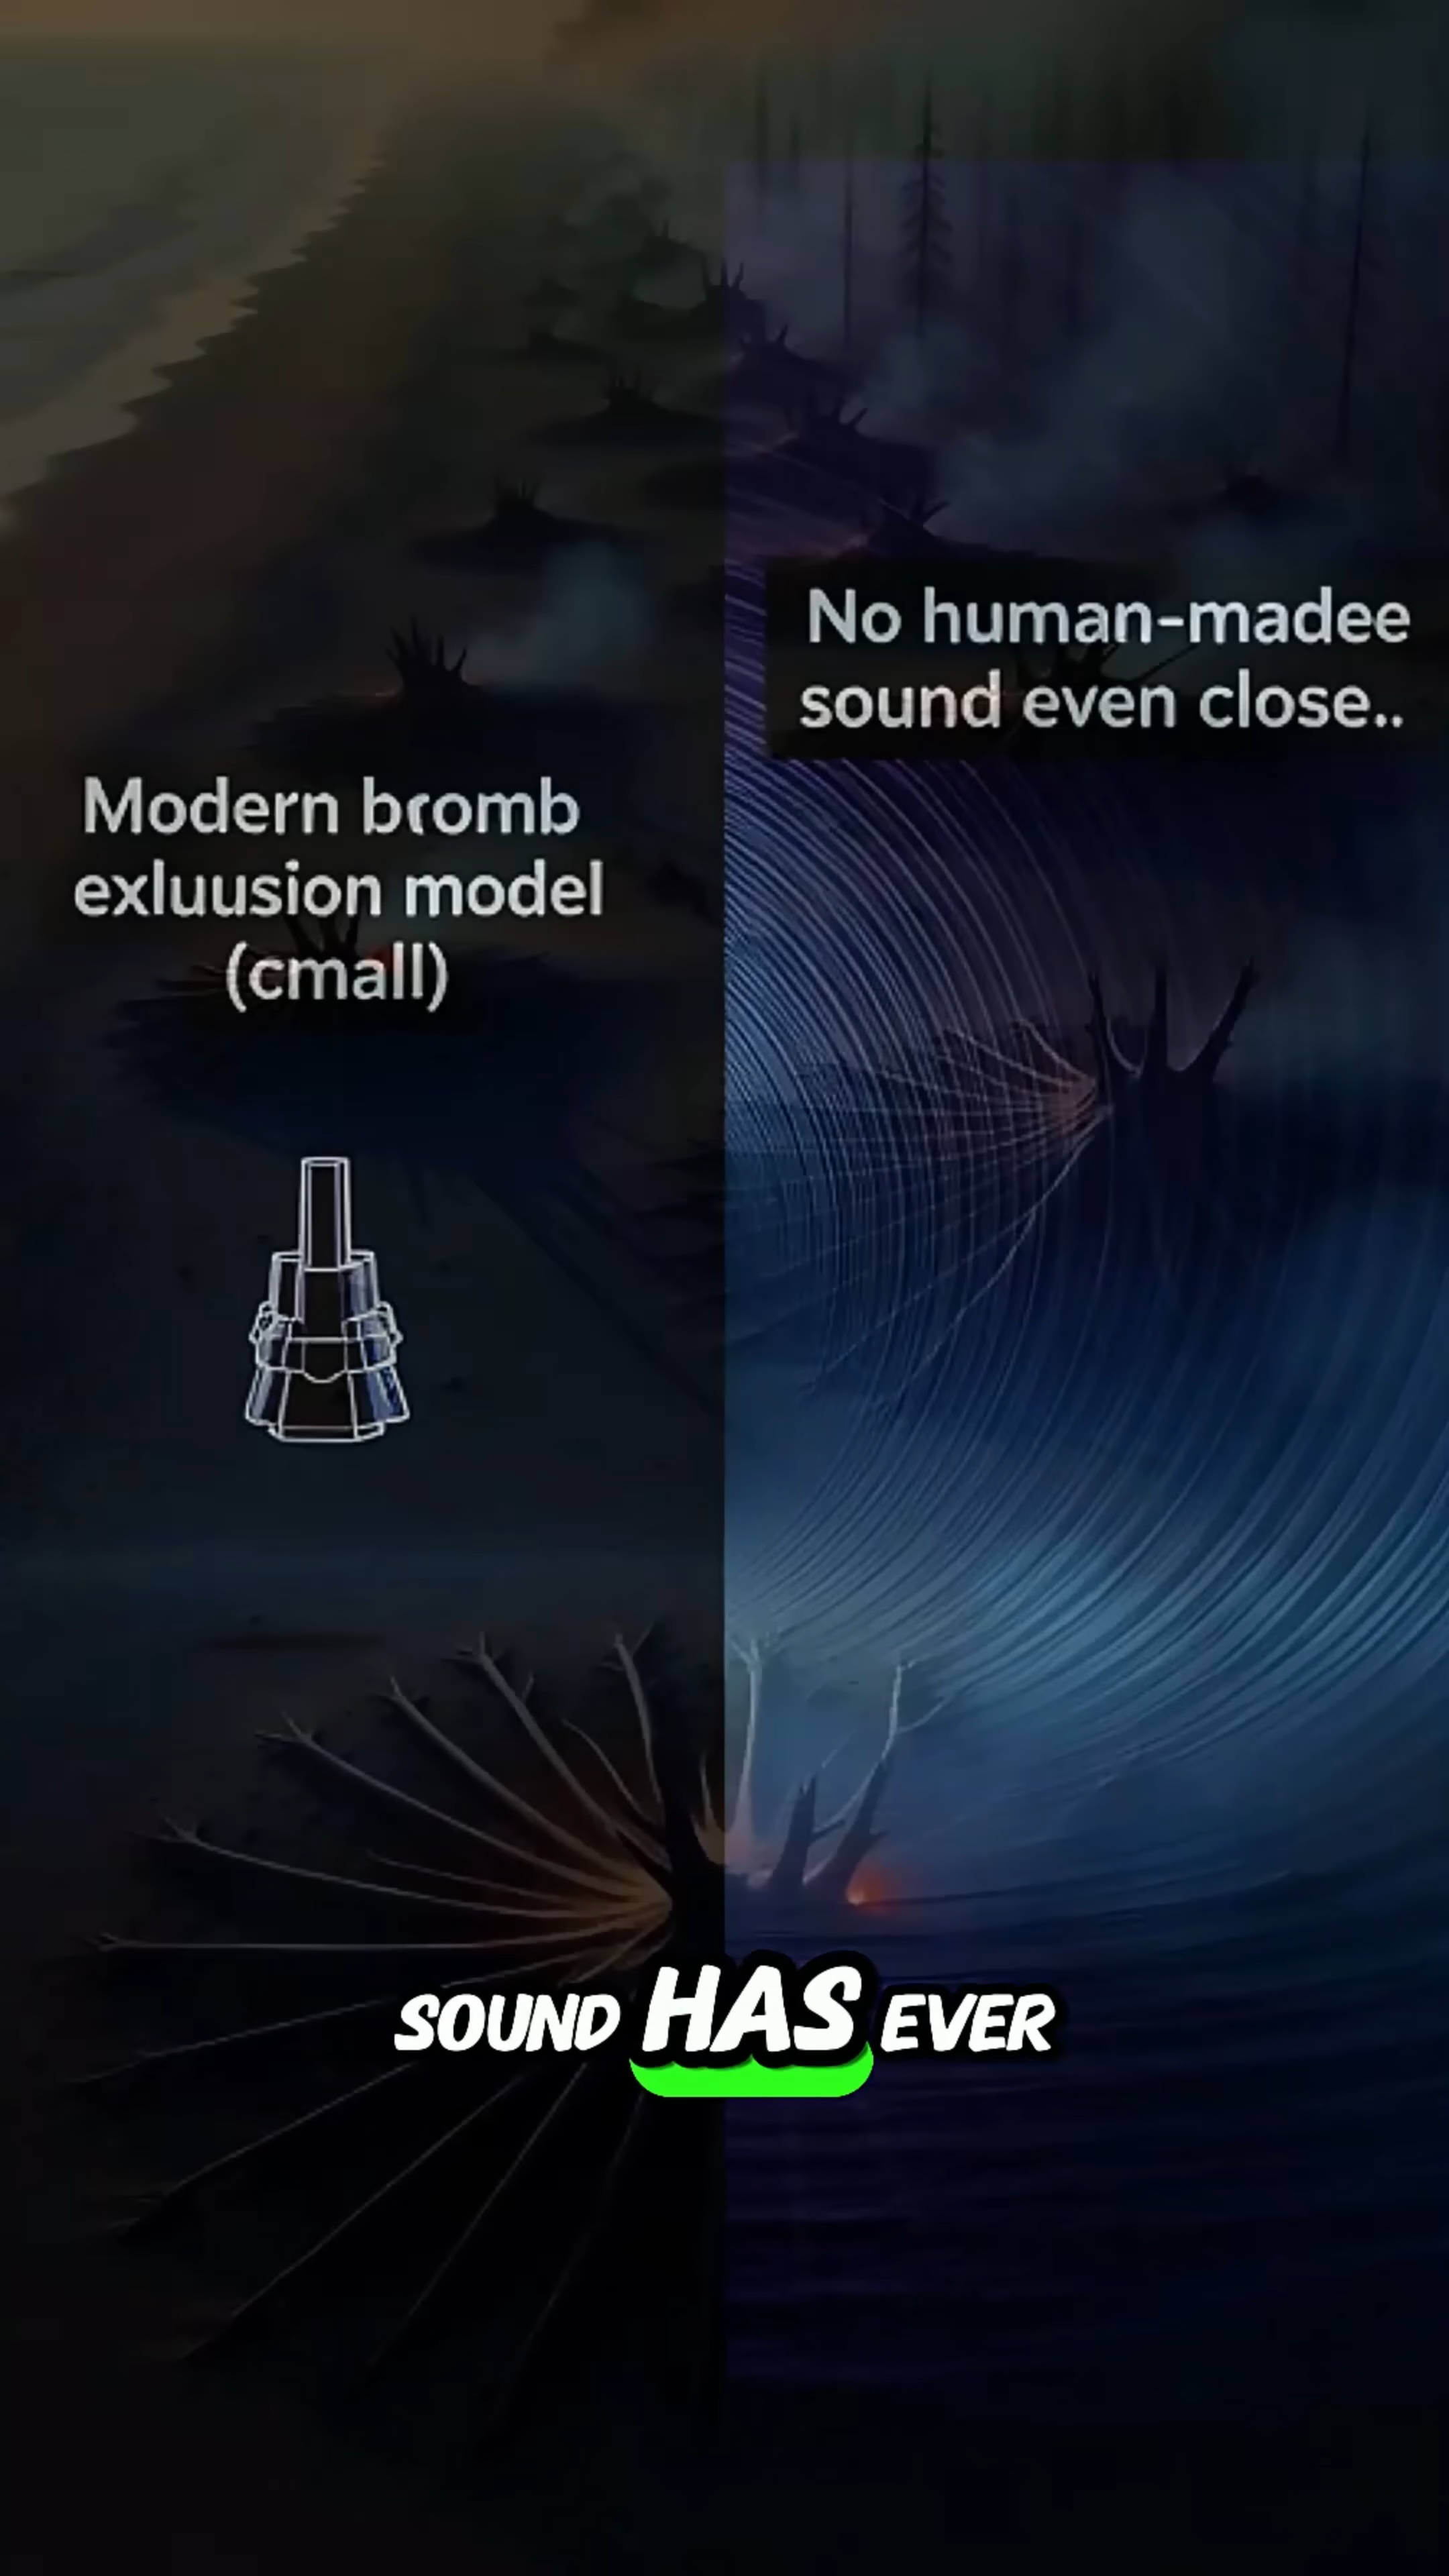 No human-madee
sound even close..
Modern bromb
exluusion model
(cmall)
SOUND HAS EVER